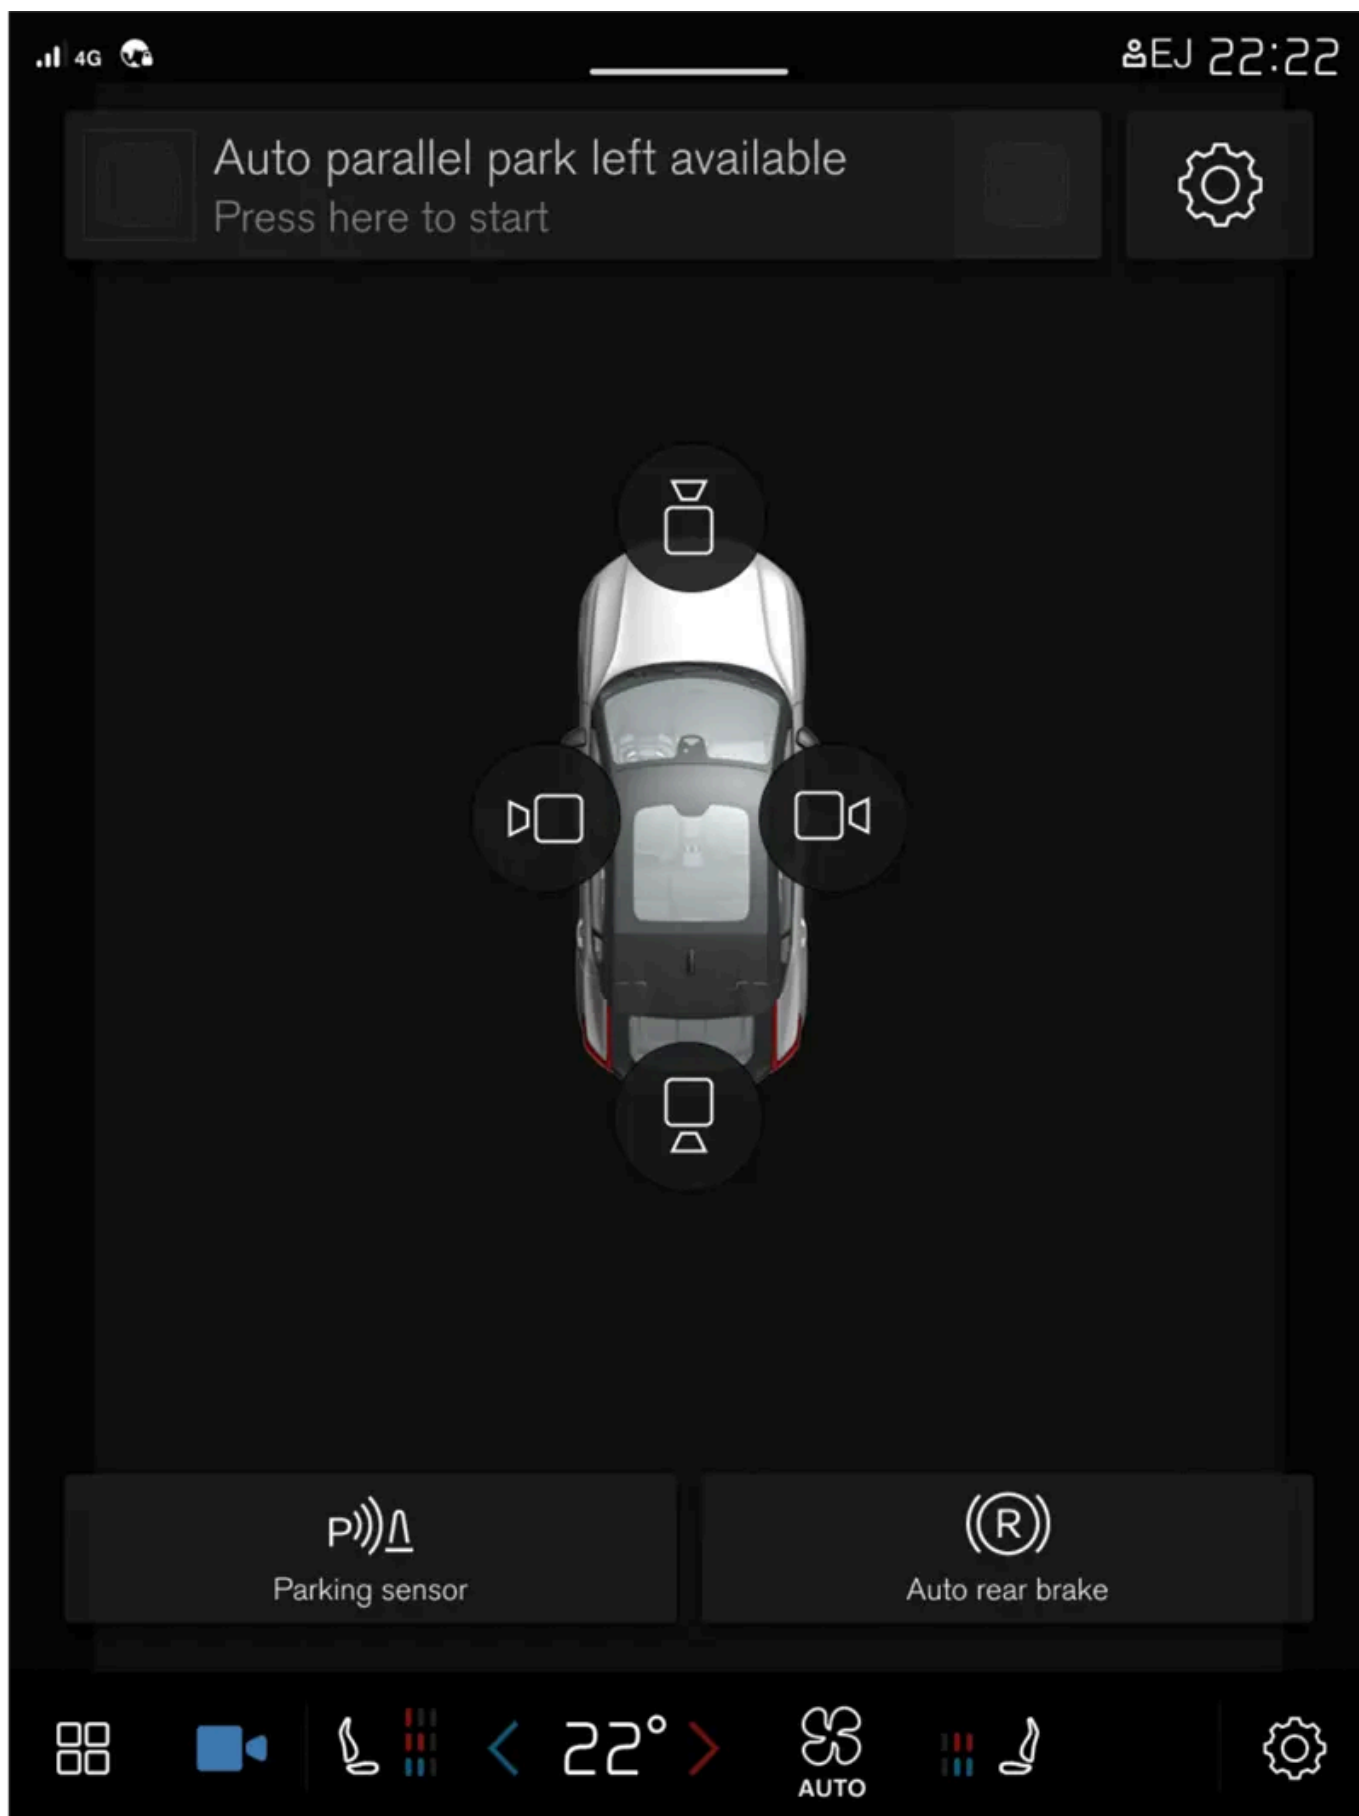 4G
EJ 22:22
Auto parallel park left available
Press here to start
P
Parking sensor
R
Auto rear brake
22°
AUTO